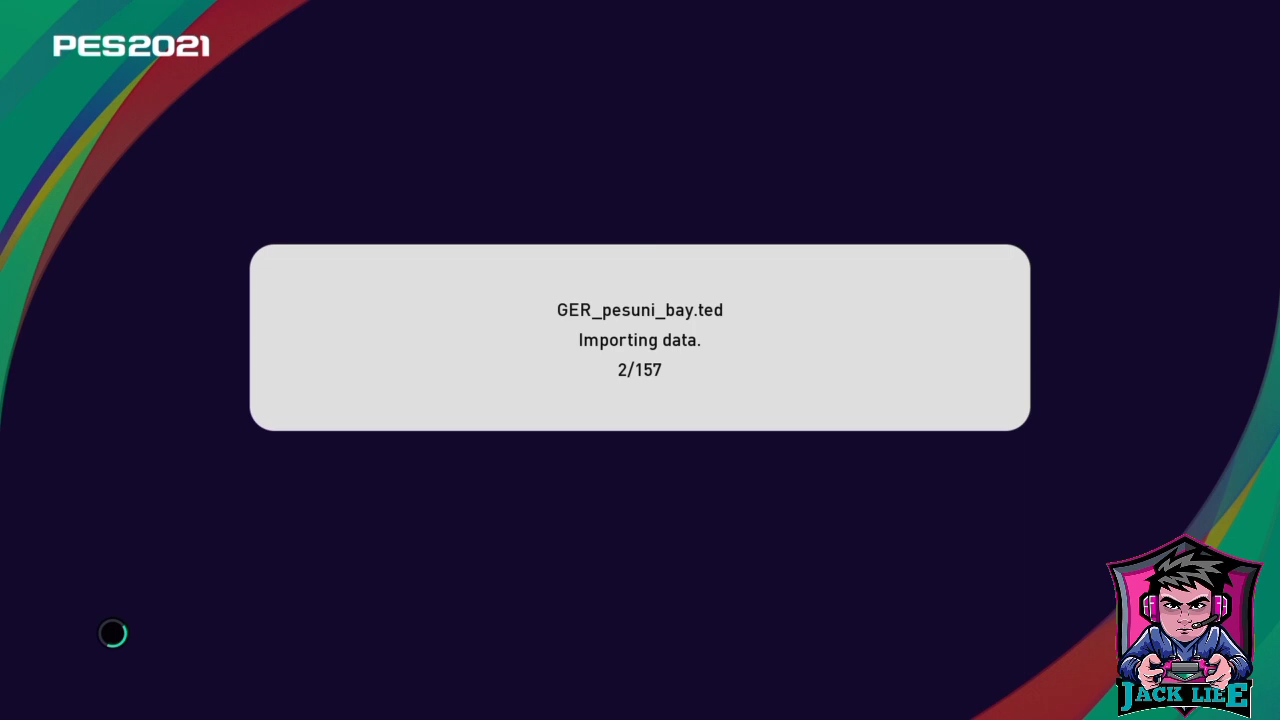 PES2021
GER_pesuni_bay.ted
Importing data.
2/157
JACK LIEE